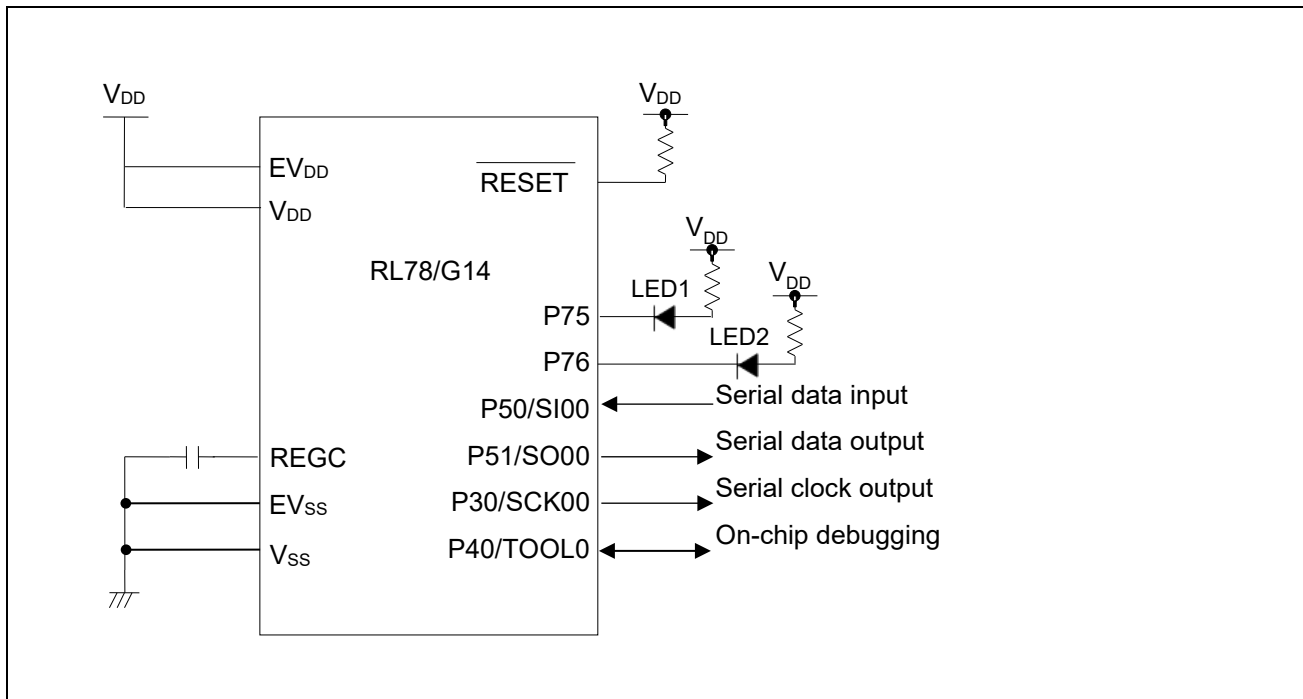 VDD
VDD
EVDD
RESET
VDD
VDD
RL78/G14
VDD
LED1
P75
LED2
P76
Serial data input
P50/SI00
Serial data output
REGC
P51/SO00
Serial clock output
EVSS
P30/SCK00
On-chip debugging
VSS
P40/TOOL0